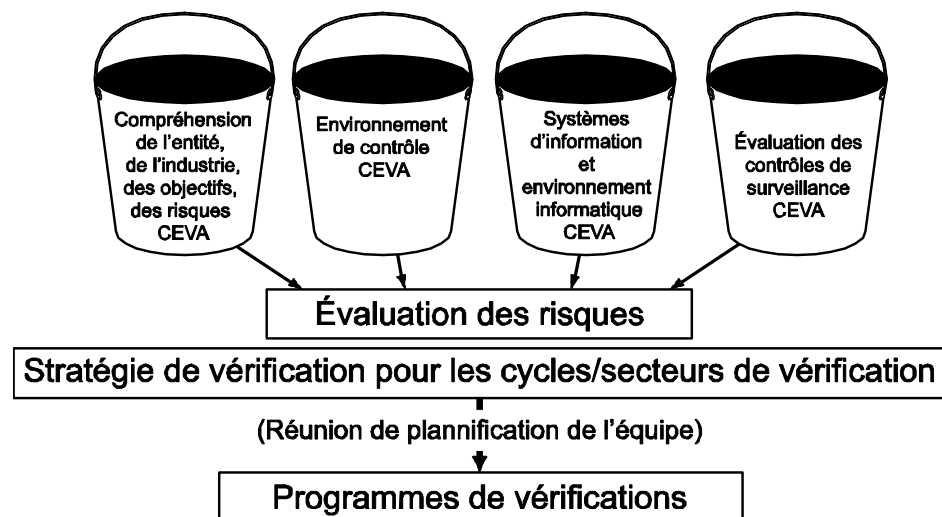 Compréhension
de l'entité,
de l'industrie,
des objectifs,
des risques
CEVA
Environnement
de contrôle
CEVA
Systèmes
d'information
et
environnement
informatique
CEVA
Évaluation des
contrôles de
surveillance
CEVA
Évaluation des risques
Stratégie de vérification pour les cycles/secteurs de vérification
(Réunion de plannification de l'équipe)
Programmes de vérifications